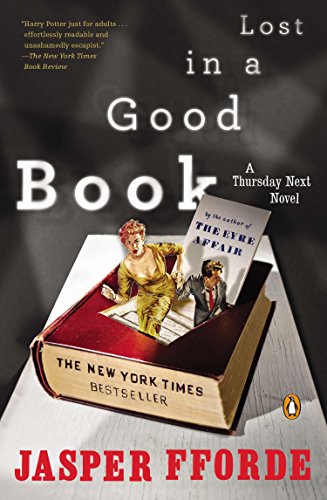 "Harry Potter just for adults . . .
effortlessly readable and
unashamedly escapist."
—The New York Times
Book Review
Lost
in a
Good
Book
A
Thursday Next
Novel
by the author of
THE EYRE
AFFAIR
THE NEW YORK TIMES
BESTSELLER
JASPER FFORDE